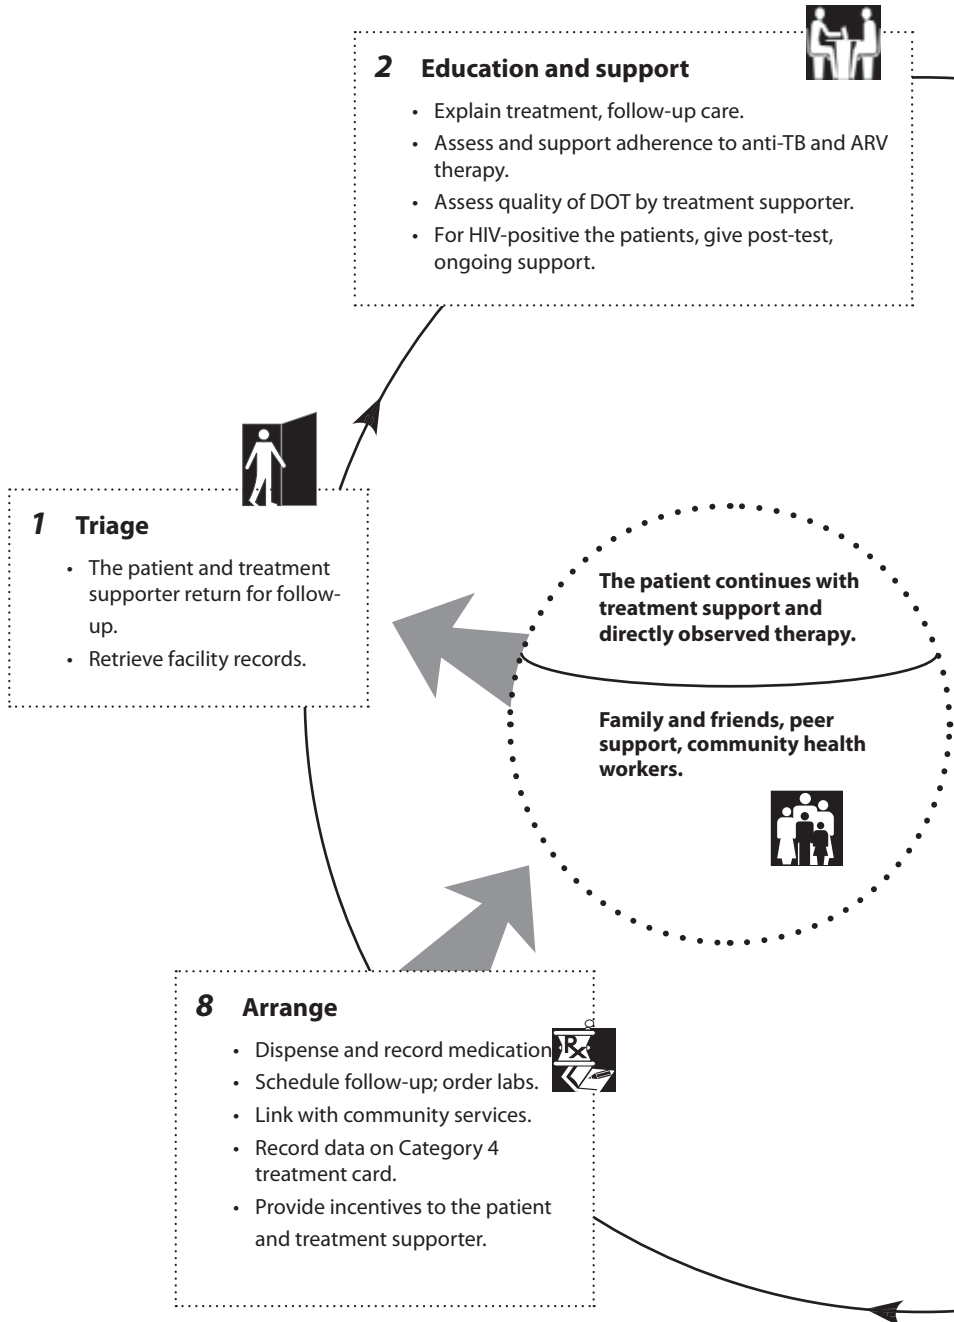 2 Education and support
• Explain treatment, follow-up care.
• Assess and support adherence to anti-TB and ARV
therapy.
• Assess quality of DOT by treatment supporter.
• For HIV-positive the patients, give post-test,
ongoing support.
1 Triage
• The patient and treatment
supporter return for follow-
up.
• Retrieve facility records.
The patient continues with
treatment support and
directly observed therapy.
Family and friends, peer
support, community health
workers.
8 Arrange
• Dispense and record medication
Rx
• Schedule follow-up; order labs.
• Link with community services.
• Record data on Category 4
treatment card.
• Provide incentives to the patient
and treatment supporter.